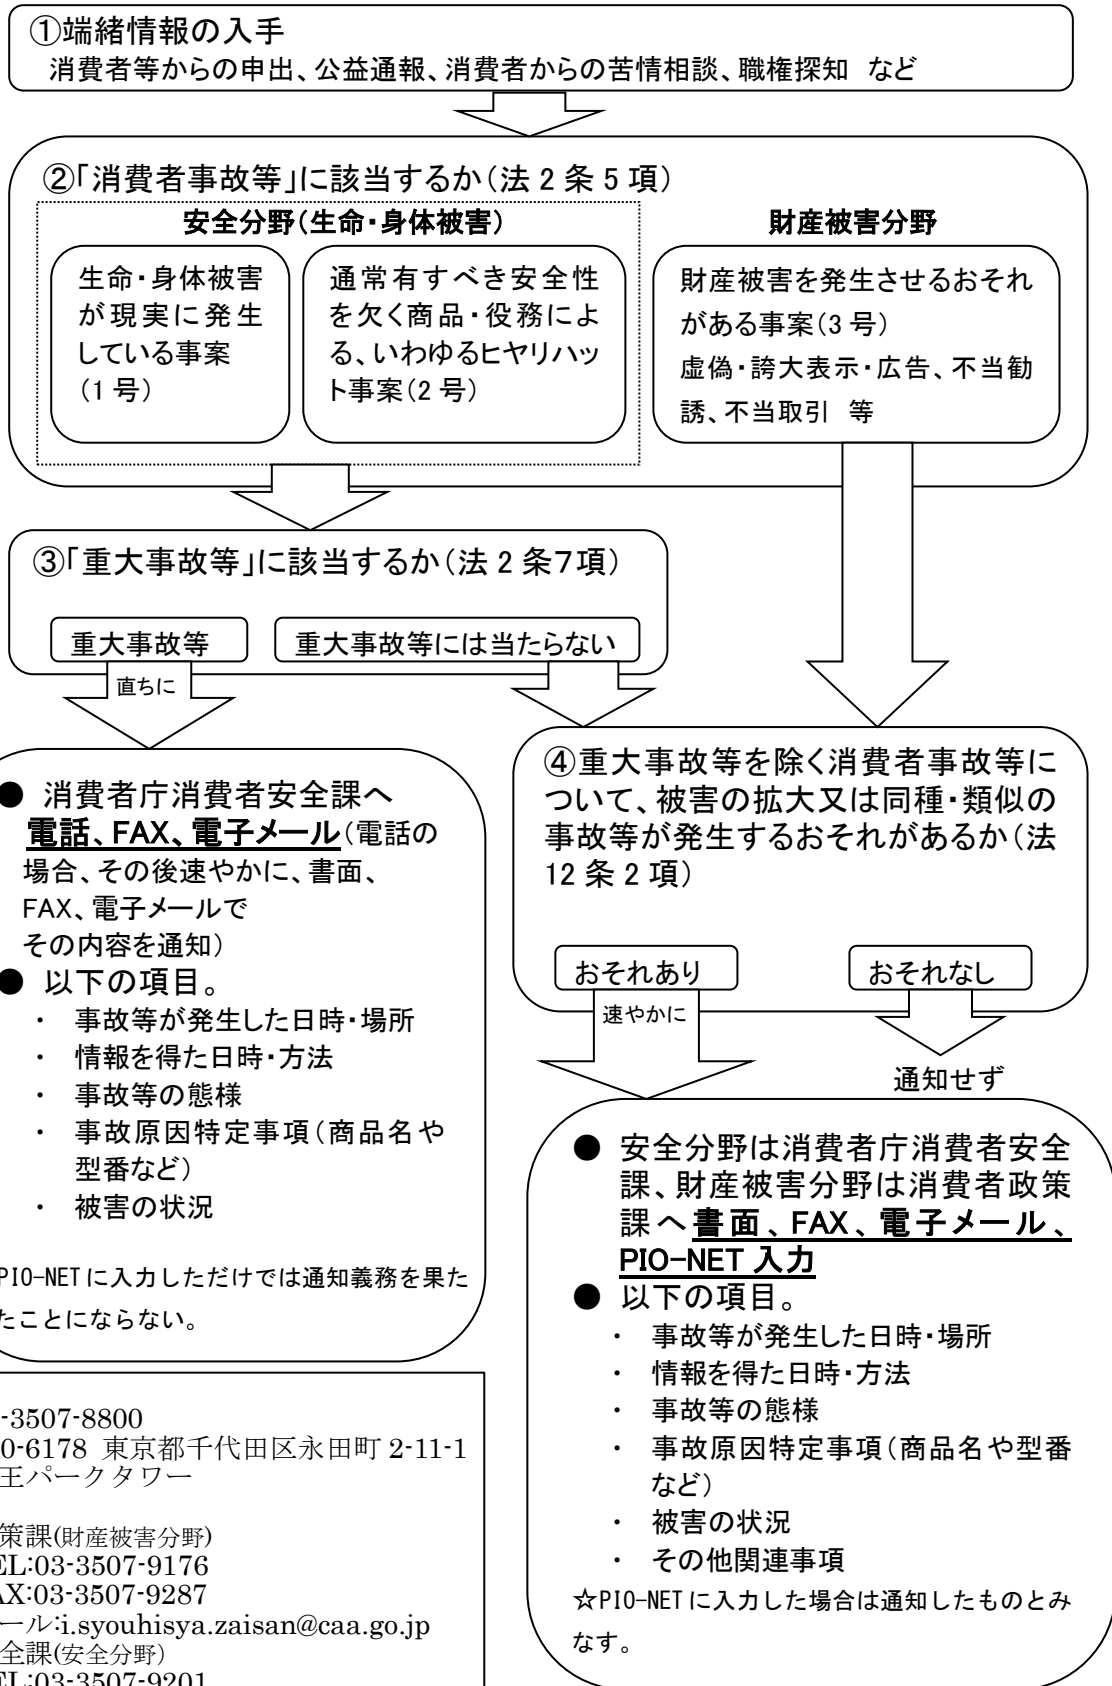 ①端緒情報の入手
消費者等からの申出、公益通報、消費者からの苦情相談、職権探知 など
②「消費者事故等」に該当するか(法2条5項)
安全分野(生命・身体被害)
生命・身体被害
が現実に発生
している事案
(1号)
通常有すべき安全性
を欠く商品・役務によ
る、いわゆるヒヤリハッ
ト事案(2号)
財産被害分野
財産被害を発生させるおそれ
がある事案(3号)
虚偽・誇大表示・広告、不当勧
誘、不当取引 等
③「重大事故等」に該当するか(法2条7項)
重大事故等
重大事故等には当たらない
直ちに
● 消費者庁消費者安全課へ
電話、FAX、電子メール(電話の
場合、その後速やかに、書面、
FAX、電子メールで
その内容を通知)
● 以下の項目。
・ 事故等が発生した日時・場所
・ 情報を得た日時・方法
・ 事故等の態様
・ 事故原因特定事項(商品名や
型番など)
・ 被害の状況
PIO-NETに入力しただけでは通知義務を果た
たことにならない。
④重大事故等を除く消費者事故等に
ついて、被害の拡大又は同種・類似の
事故等が発生するおそれがあるか(法
12条2項)
おそれあり
おそれなし
速やかに
通知せず
● 安全分野は消費者庁消費者安全
課、財産被害分野は消費者政策
課へ書面、FAX、電子メール、
PIO-NET入力
● 以下の項目。
・ 事故等が発生した日時・場所
・ 情報を得た日時・方法
・ 事故等の態様
・ 事故原因特定事項(商品名や型番
など)
・ 被害の状況
・ その他関連事項
☆PIO-NETに入力した場合は通知したものとみ
なす。
-3507-8800
0-6178 東京都千代田区永田町2-11-1
王パークタワー
策課(財産被害分野)
EL:03-3507-9176
AX:03-3507-9287
ール:i.syouhisya.zaisan@caa.go.jp
全課(安全分野)
EL:03-3507-9201